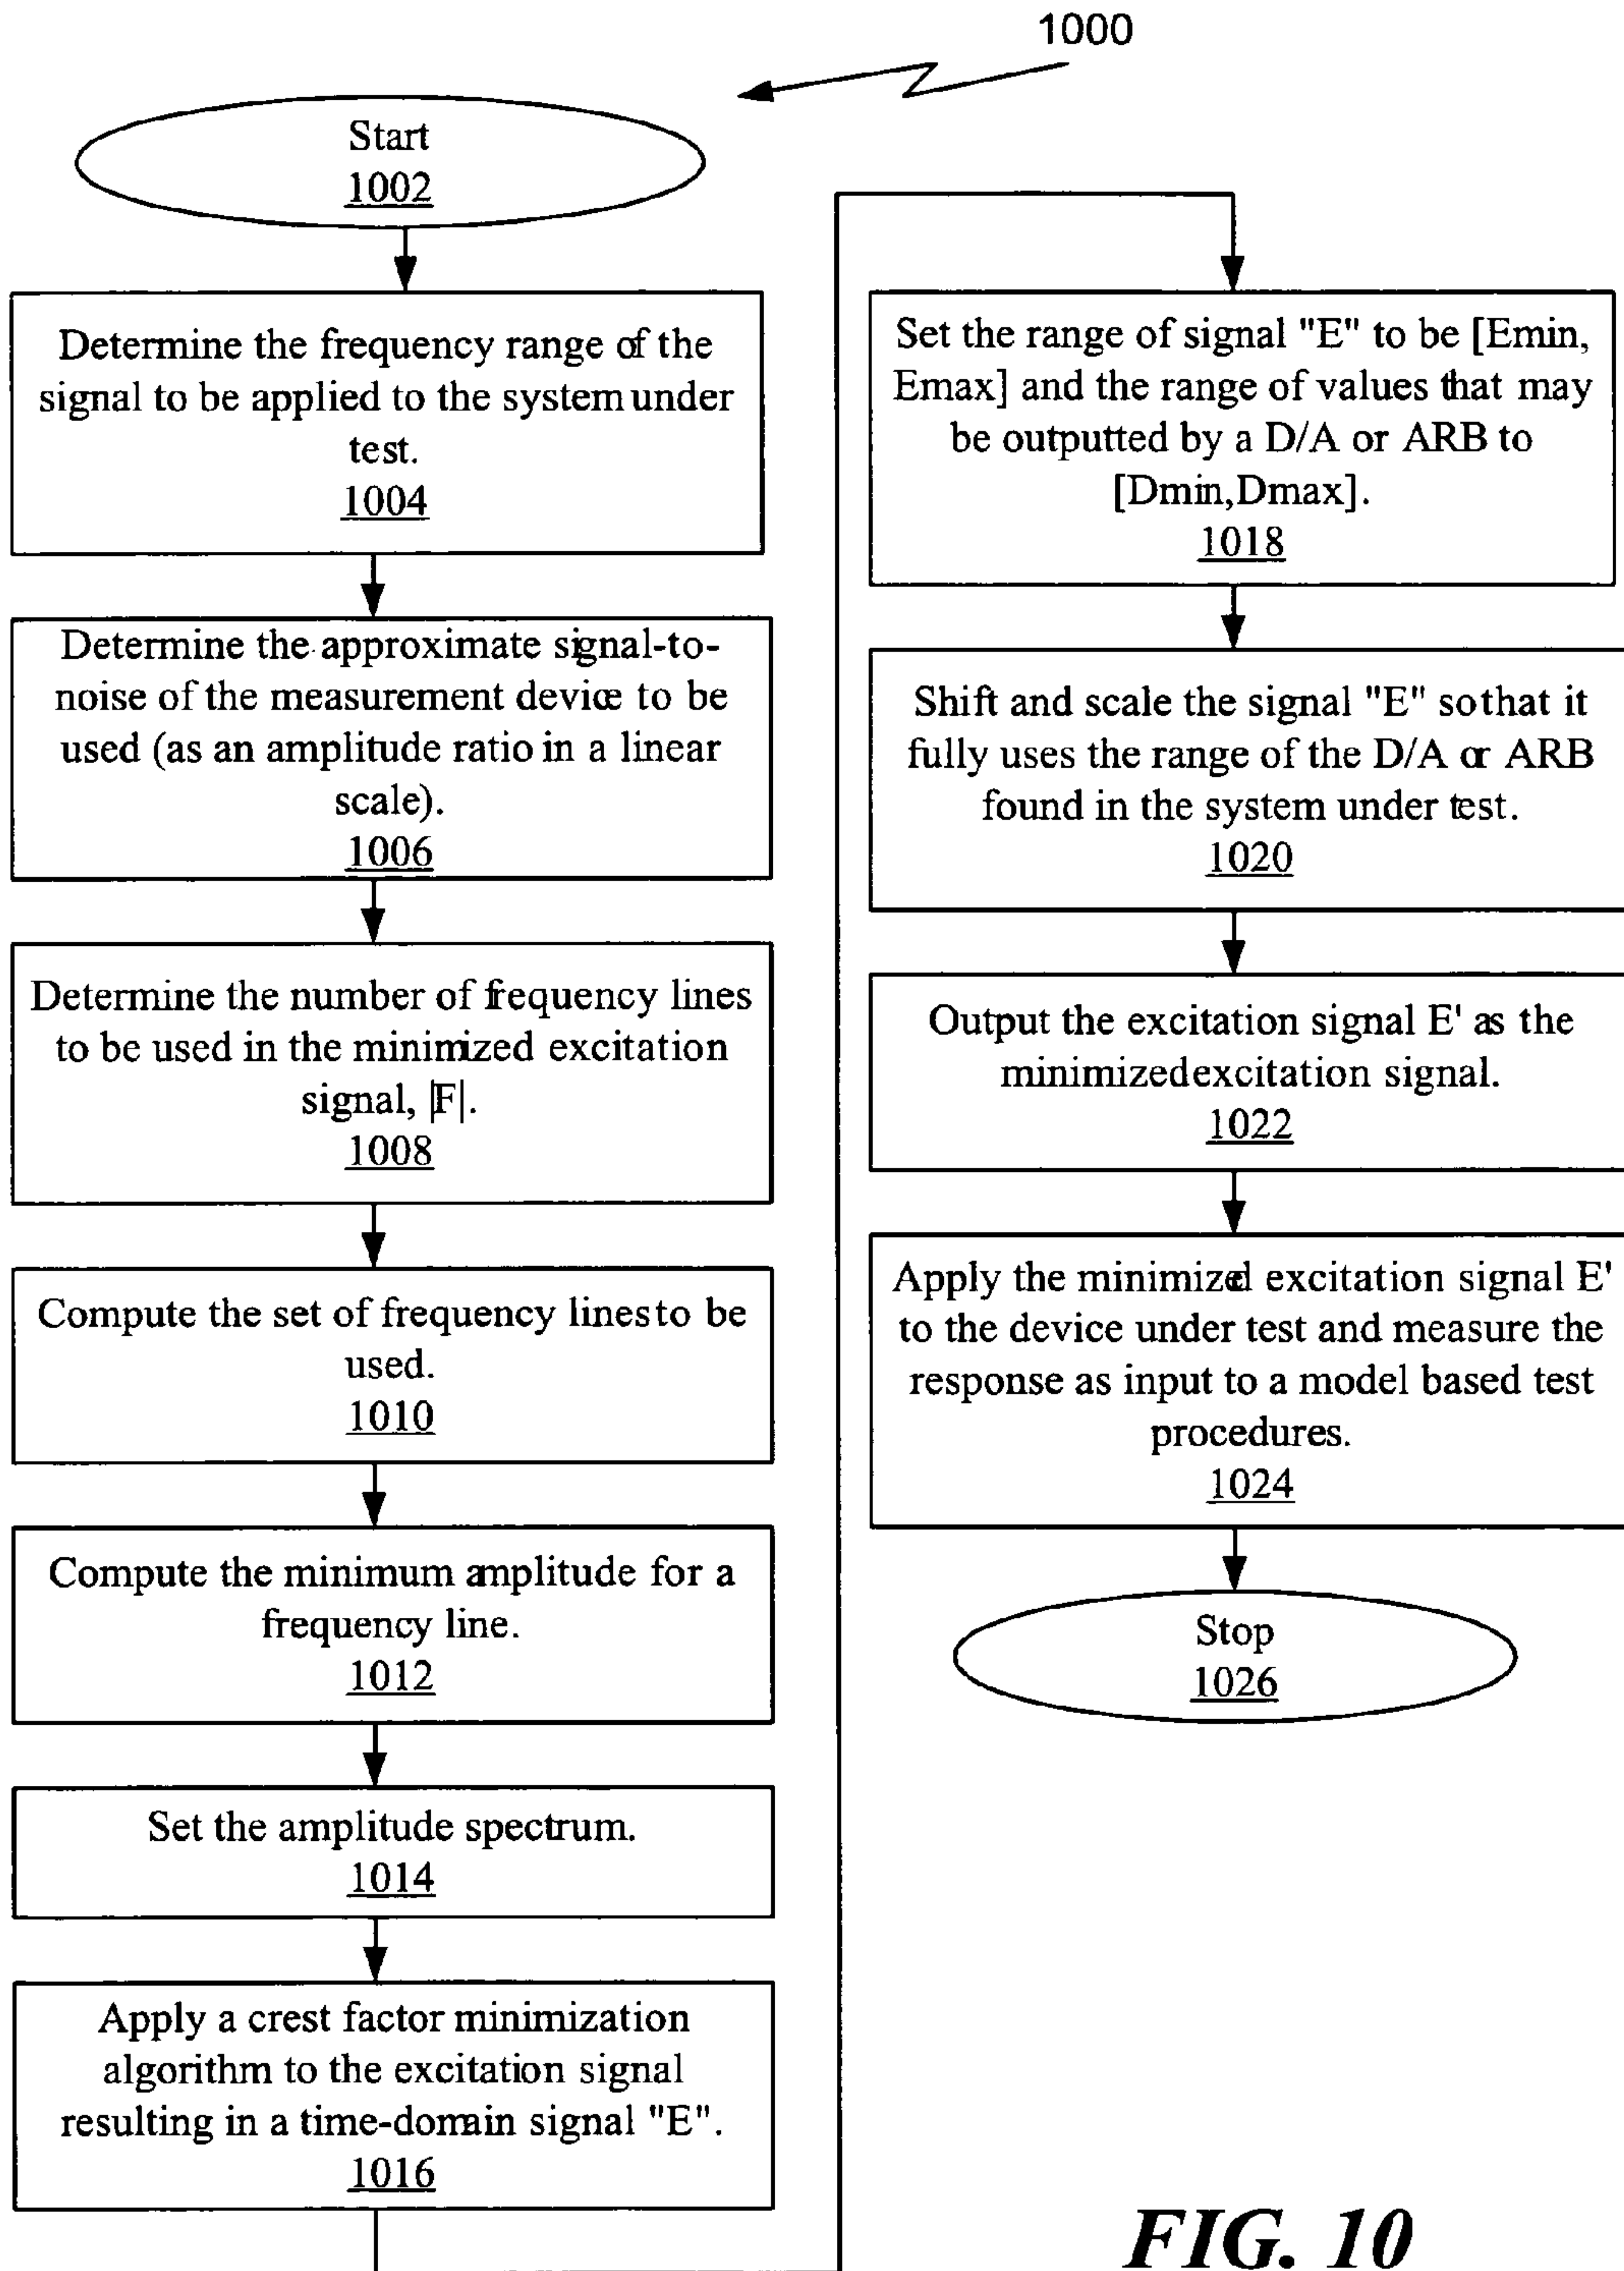 1000
Start
1002
Determine the frequency range of the
signal to be applied to the system under
test.
1004
Determine the approximate signal-to-
noise of the measurement device to be
used (as an amplitude ratio in a linear
scale).
1006
Determine the number of frequency lines
to be used in the minimized excitation
signal, |F|.
1008
Compute the set of frequency lines to be
used.
1010
Compute the minimum amplitude for a
frequency line.
1012
Set the amplitude spectrum.
1014
Apply a crest factor minimization
algorithm to the excitation signal
resulting in a time-domain signal "E".
1016
Set the range of signal "E" to be [Emin,
Emax] and the range of values that may
be outputted by a D/A or ARB to
[Dmin,Dmax].
1018
Shift and scale the signal "E" so that it
fully uses the range of the D/A or ARB
found in the system under test.
1020
Output the excitation signal E' as the
minimized excitation signal.
1022
Apply the minimized excitation signal E'
to the device under test and measure the
response as input to a model based test
procedures.
1024
Stop
1026
FIG. 10